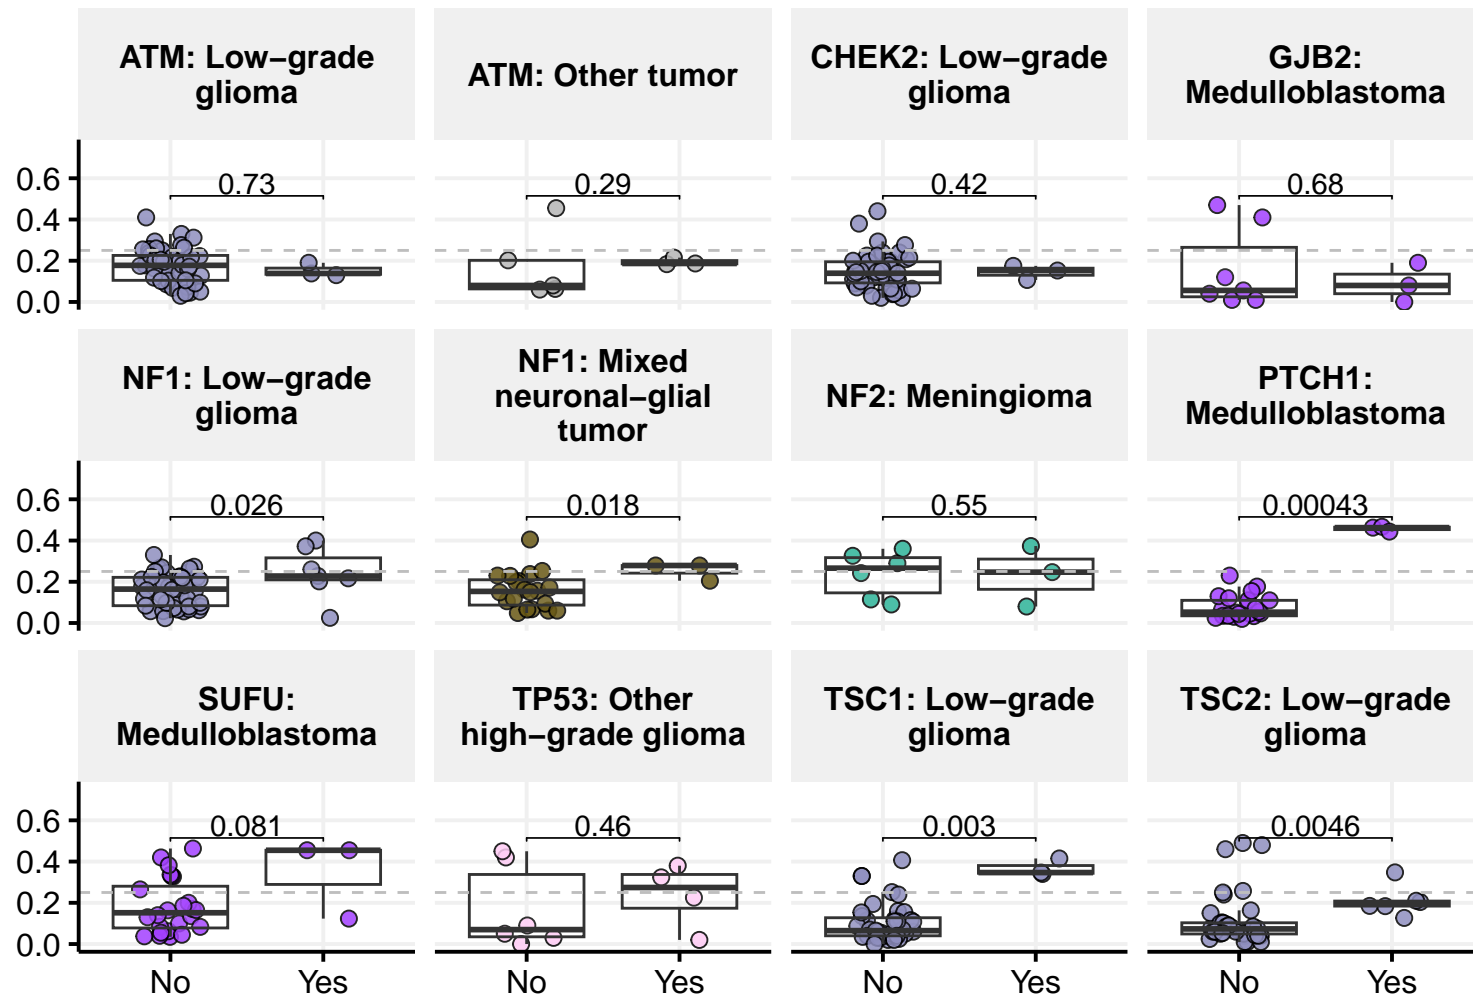 ATM: Low−grade
glioma
ATM: Other tumor
CHEK2: Low−grade
glioma
GJB2:
Medulloblastoma
0.6
0.4
0.2
0.0
0.73
0.29
0.42
0.68
NF1: Low−grade
glioma
NF1: Mixed
neuronal−glial
tumor
NF2: Meningioma
PTCH1:
Medulloblastoma
0.6
0.4
0.2
0.0
0.026
0.018
0.55
0.00043
SUFU:
Medulloblastoma
TP53: Other
high−grade glioma
TSC1: Low−grade
glioma
TSC2: Low−grade
glioma
0.6
0.4
0.2
0.0
0.081
0.46
0.003
0.0046
No Yes No Yes No Yes No Yes